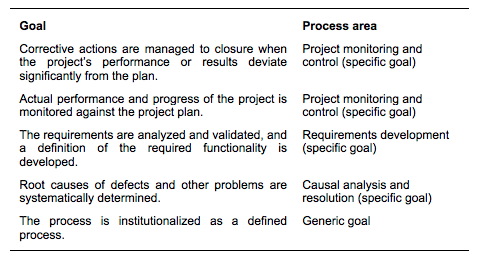 Goal
Process area
Corrective actions are managed to closure when
the project's performance or results deviate
significantly from the plan.
Project monitoring and
control (specific goal)
Actual performance and progress of the project is
monitored against the project plan.
Project monitoring and
control (specific goal)
The requirements are analyzed and validated, and
a definition of the required functionality is
developed.
Requirements development
(specific goal)
Root causes of defects and other problems are
systematically determined.
Causal analysis and
resolution (specific goal)
The process is institutionalized as a defined
process.
Generic goal